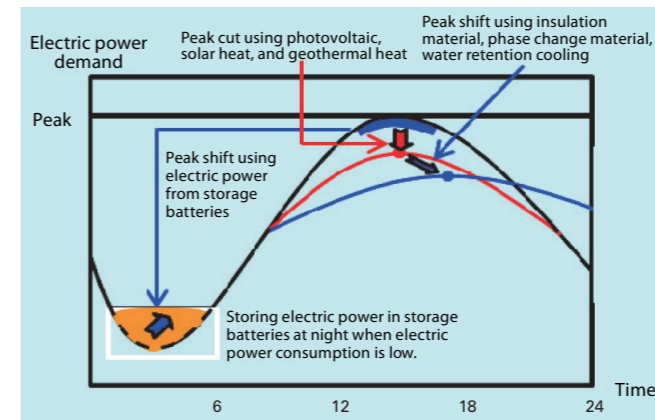 Electric power
demand
Peak cut using photovoltaic,
solar heat, and geothermal heat
Peak shift using insulation
material, phase change material,
water retention cooling
Peak
Peak shift using
electric power
from storage
batteries
Storing electric power in storage
batteries at night when electric
power consumption is low.
Time
6 12 18 24